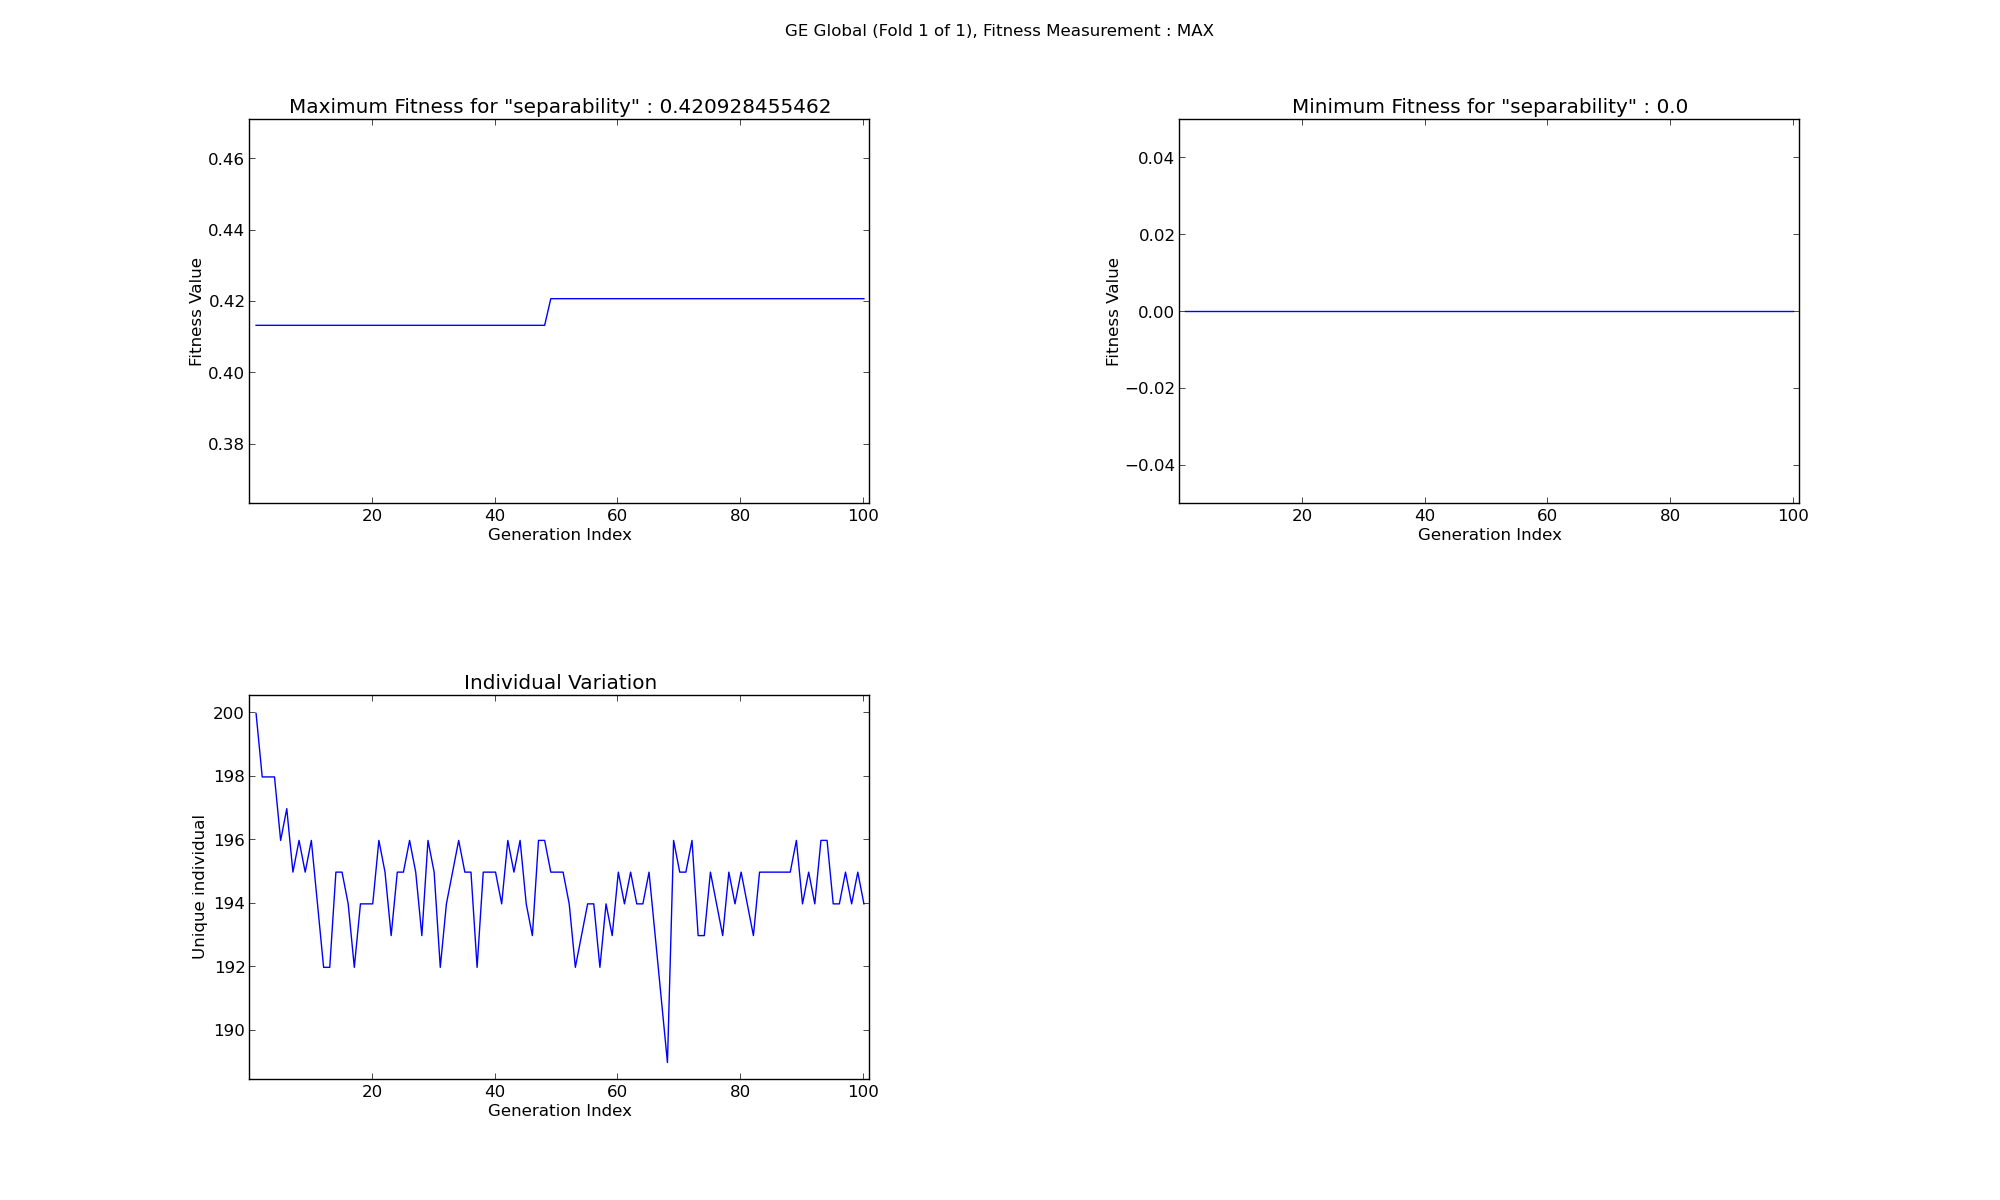 GE Global (Fold 1 of 1), Fitness Measurement : MAX
Maximum Fitness for "separability" : 0.420928455462
0.46
0.44
0.42
0.40
0.38
Fitness Value
20 40 60 80 100
Generation Index
Minimum Fitness for "separability" : 0.0
0.04
0.02
0.00
−0.02
−0.04
Fitness Value
20 40 60 80 100
Generation Index
Individual Variation
200
198
196
194
192
190
Unique individual
20 40 60 80 100
Generation Index